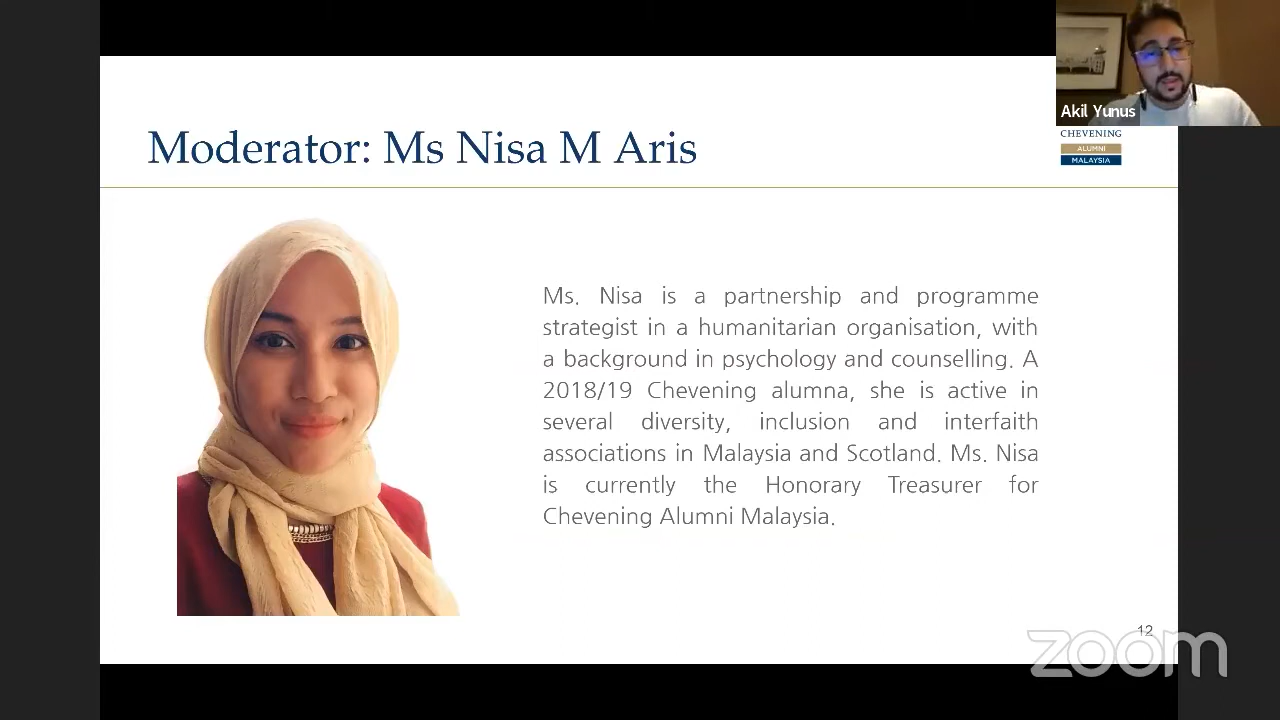 Akil Yunus
CHEVENING
ALUMNI
MALAYSIA
Moderator: Ms Nisa M Aris
Ms. Nisa is a partnership and programme
strategist in a humanitarian organisation, with
a background in psychology and counselling. A
2018/19 Chevening alumna, she is active in
several diversity, inclusion and interfaith
associations in Malaysia and Scotland. Ms. Nisa
is currently the Honorary Treasurer for
Chevening Alumni Malaysia.
12
zoom